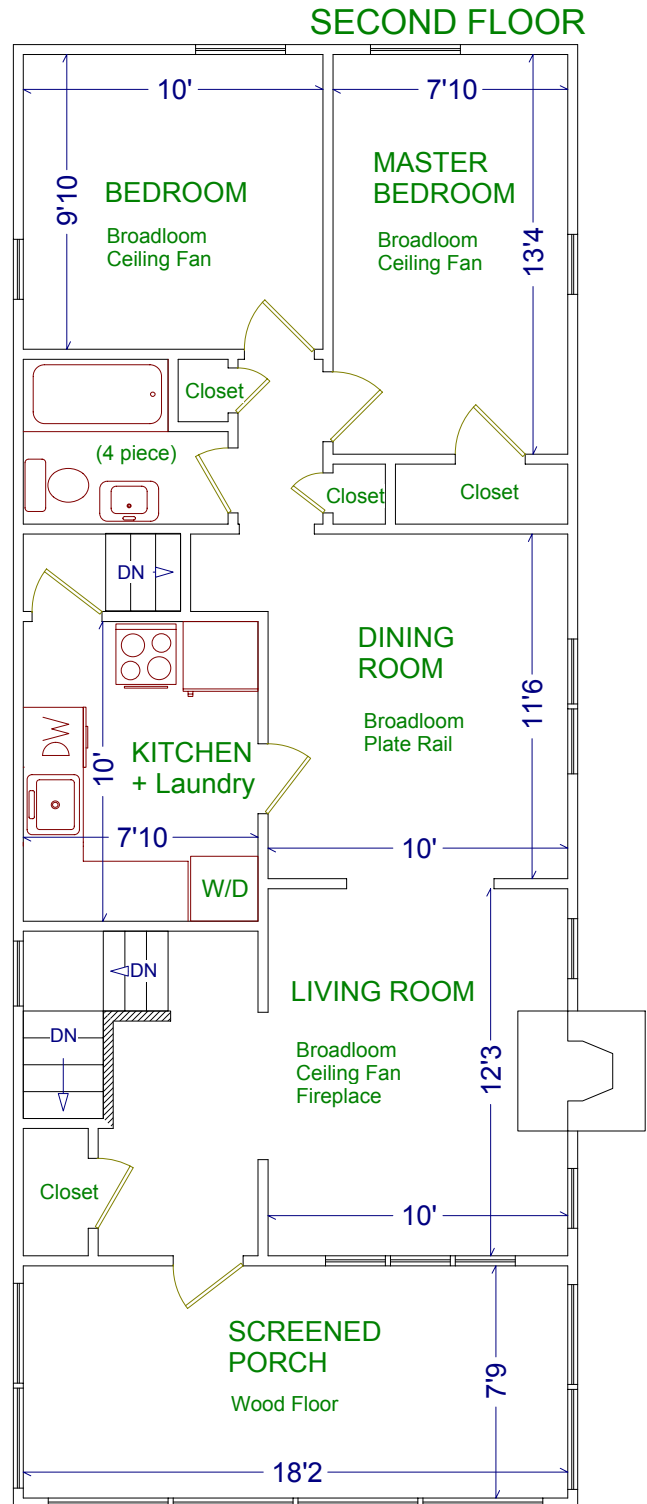 SECOND FLOOR
10'
7'10
9'10
13'4
BEDROOM
Broadloom
Ceiling Fan
MASTER
BEDROOM
Broadloom
Ceiling Fan
Closet
(4 piece)
Closet
Closet
DN
DINING
ROOM
Broadloom
Plate Rail
11'6
10'
DW
KITCHEN
+ Laundry
10'
7'10
W/D
DN
DN
LIVING ROOM
Broadloom
Ceiling Fan
Fireplace
12'3
10'
Closet
SCREENED
PORCH
Wood Floor
7'9
18'2